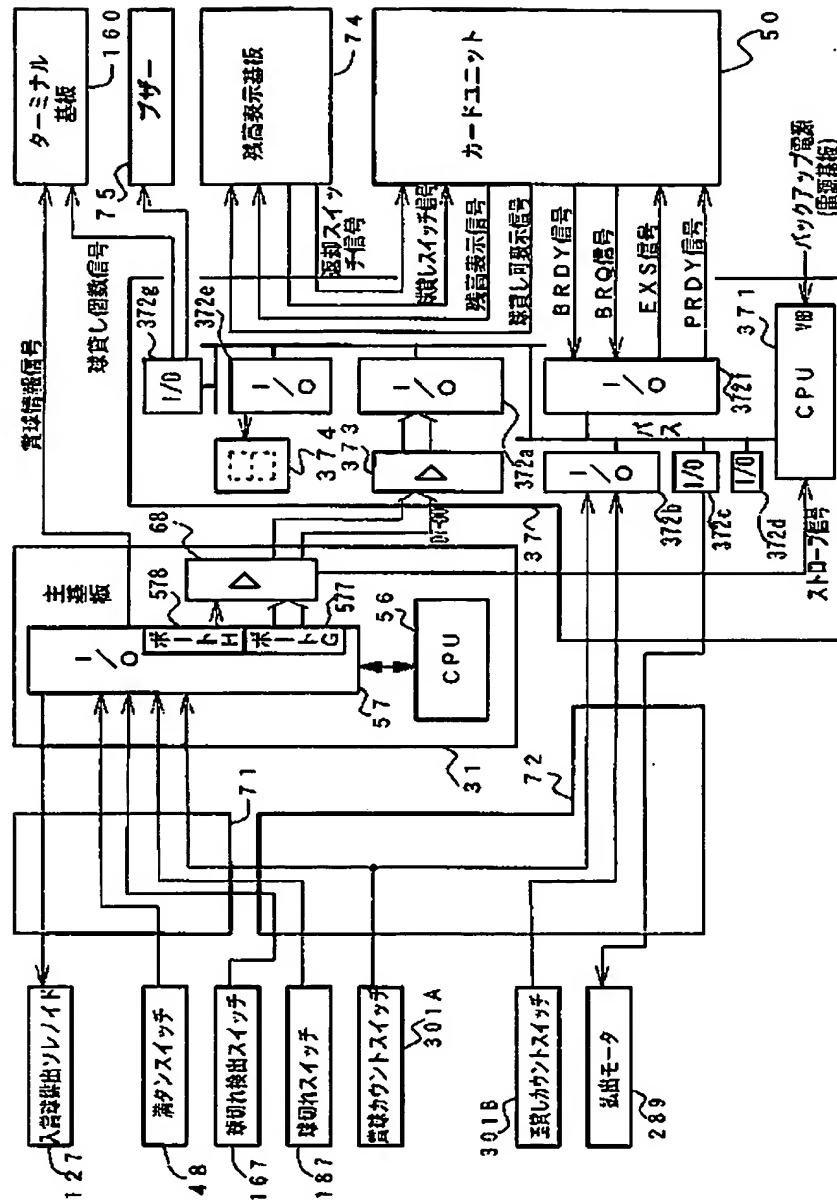 ターミナル
基板
160
ブザー
75
残高表示基板
74
カードユニット
50
賞球情報信号
球貸し個数信号
372g
I/O
372e
I/O
374
373
I/O
372a
返却スイッ
チ信号
球貸しスイッチ信号
残高表示信号
球貸し可表示信号
BRDY信号
BRQ信号
EXS信号
PRDY信号
I/O
372f
バス
I/O
372b
I/O
372c
I/O
372d
371
CPU
VBB
バックアップ電源
(電源基板)
ストローブ信号
37
主
基
板
68
578
577
I/O
ポートH
ポートG
56
CPU
57
31
71
72
入賞球排出ソレノイド
127
満タンスイッチ
48
球切れ検出スイッチ
167
球切れスイッチ
187
賞球カウントスイッチ
301A
球貸しカウントスイッチ
301B
払出モータ
289